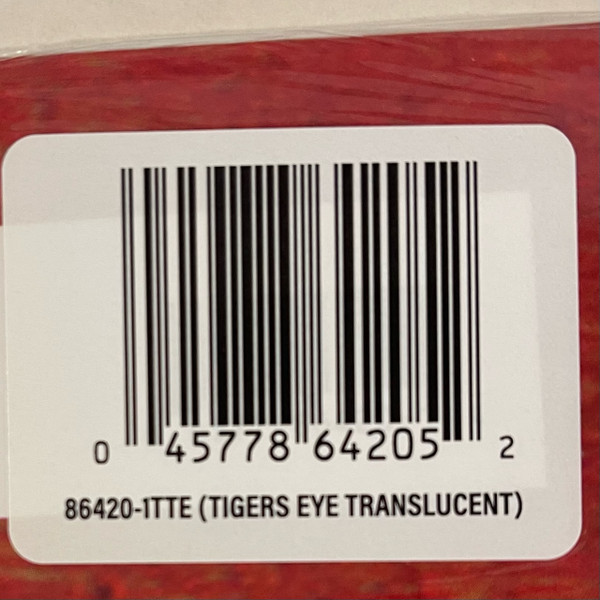 0 45778 64205 2
86420-1TTE (TIGERS EYE TRANSLUCENT)